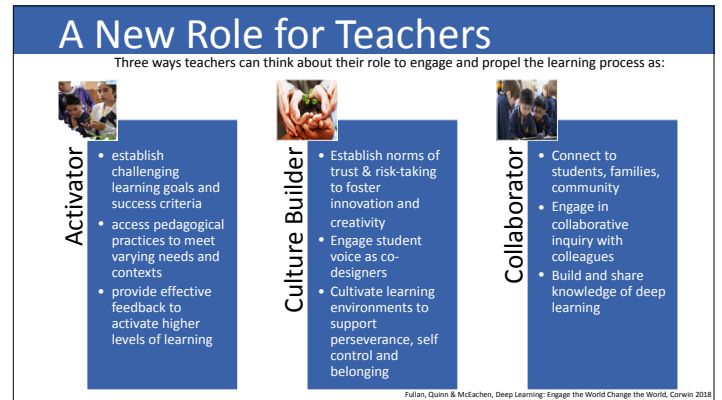 A New Role for Teachers
Three ways teachers can think about their role to engage and propel the learning process as:
Activator
• establish
challenging
learning goals and
success criteria
• access pedagogical
practices to meet
varying needs and
contexts
• provide effective
feedback to
activate higher
levels of learning
Culture Builder
• Establish norms of
trust & risk-taking
to foster
innovation and
creativity
• Engage student
voice as co-
designers
• Cultivate learning
environments to
support
perseverance, self
control and
belonging
Collaborator
• Connect to
students, families,
community
• Engage in
collaborative
inquiry with
colleagues
• Build and share
knowledge of deep
learning
Fullan, Quinn & McEachen, Deep Learning: Engage the World Change the World, Corwin 2018